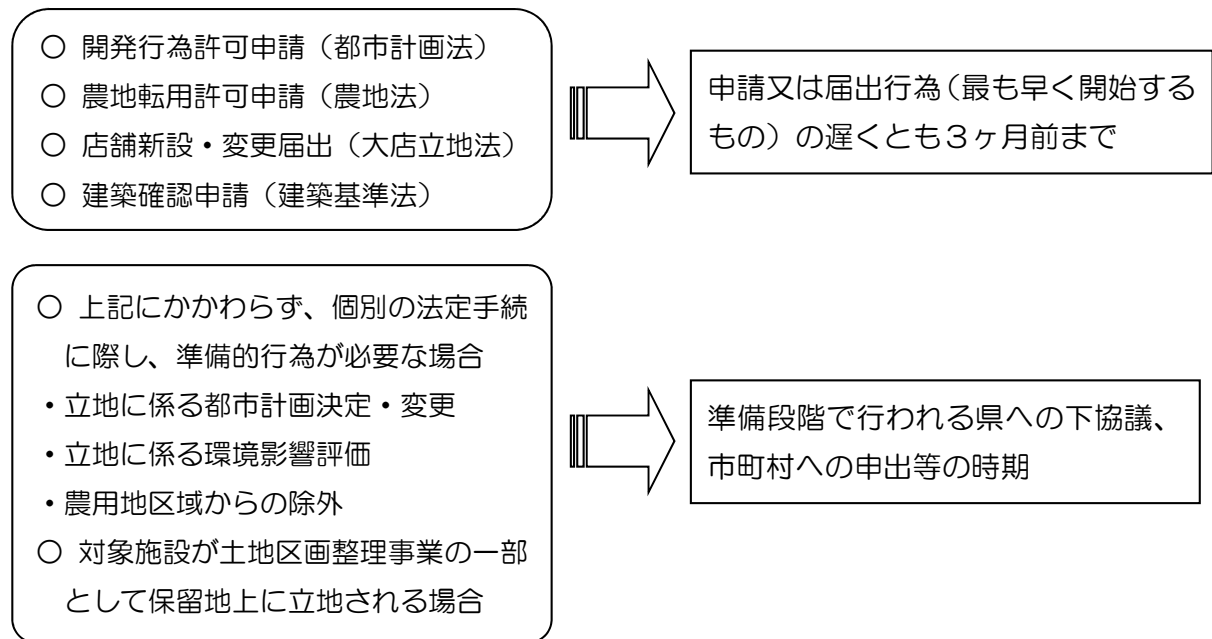 ○ 開発行為許可申請（都市計画法）
○ 農地転用許可申請（農地法）
○ 店舗新設・変更届出（大店立地法）
○ 建築確認申請（建築基準法）
申請又は届出行為（最も早く開始する
もの）の遅くとも３ヶ月前まで
○ 上記にかかわらず、個別の法定手続
に際し、準備的行為が必要な場合
・立地に係る都市計画決定・変更
・立地に係る環境影響評価
・農用地区域からの除外
○ 対象施設が土地区画整理事業の一部
として保留地上に立地される場合
準備段階で行われる県への下協議、
市町村への申出等の時期